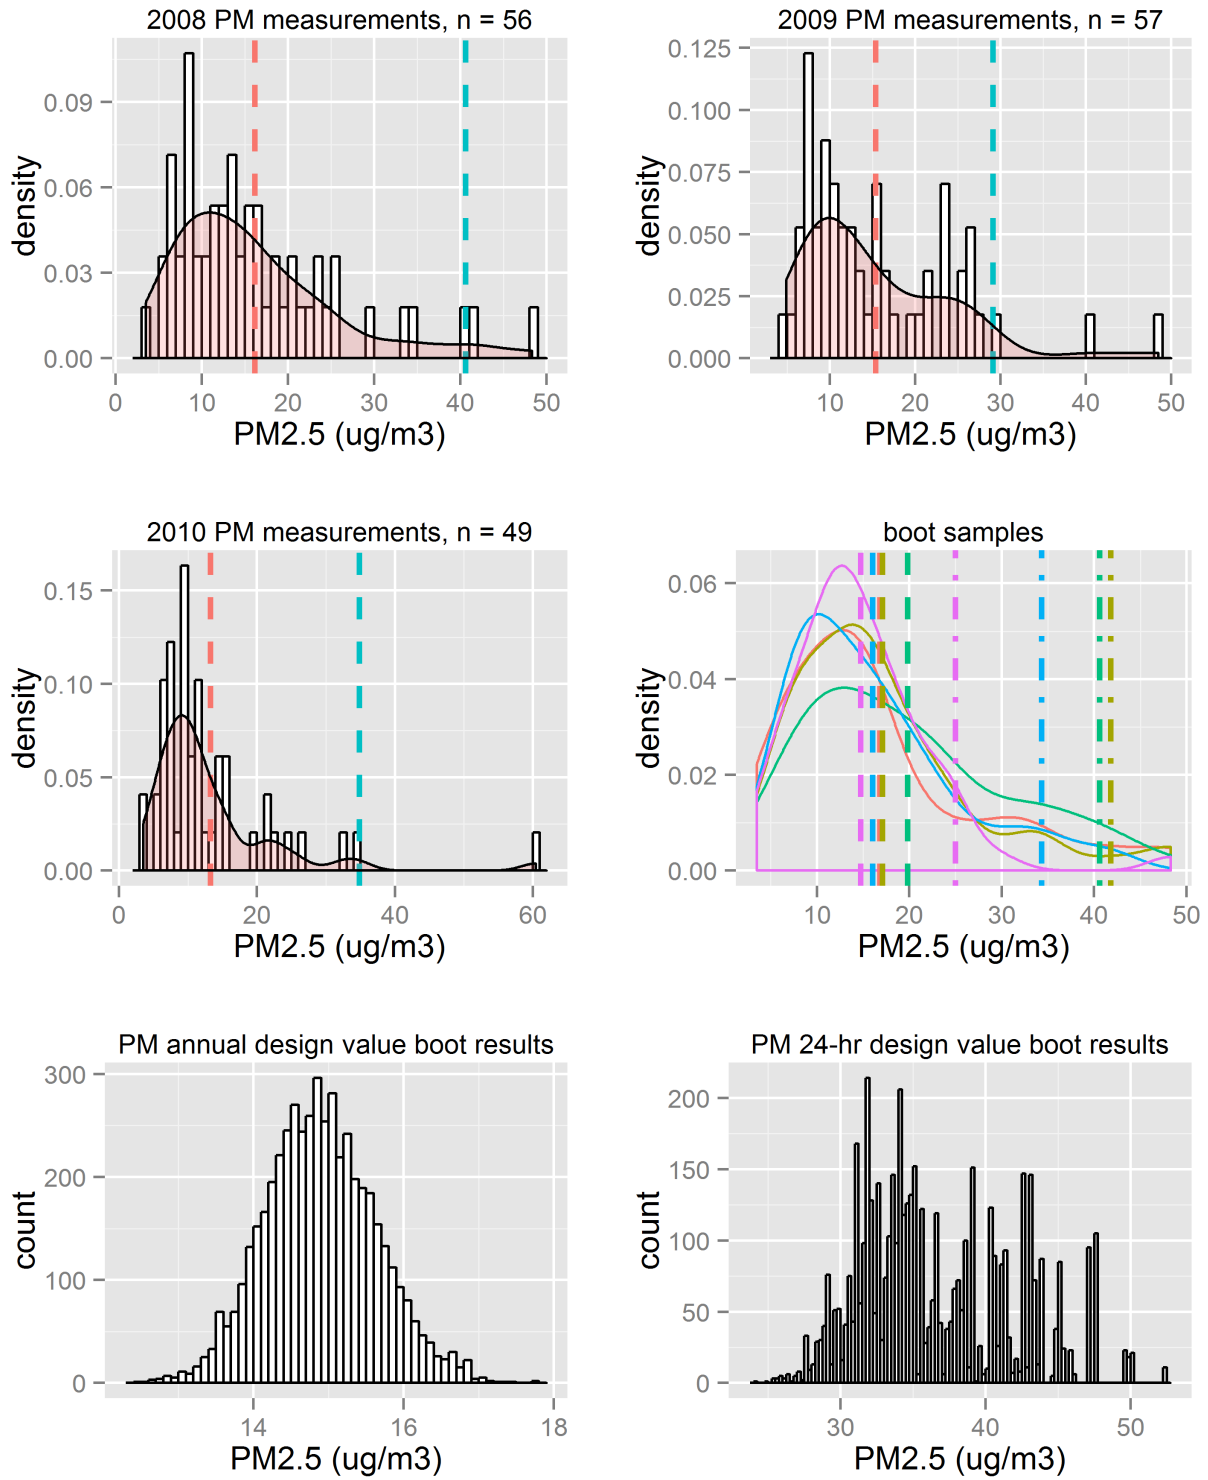 2008 PM measurements, n = 56
density
0.09
0.06
0.03
0.00
0 10 20 30 40 50
PM2.5 (ug/m3)
2009 PM measurements, n = 57
density
0.125
0.100
0.075
0.050
0.025
0.000
10 20 30 40 50
PM2.5 (ug/m3)
2010 PM measurements, n = 49
density
0.15
0.10
0.05
0.00
0 20 40 60
PM2.5 (ug/m3)
boot samples
density
0.06
0.04
0.02
0.00
10 20 30 40 50
PM2.5 (ug/m3)
PM annual design value boot results
count
300
200
100
0
14 16 18
PM2.5 (ug/m3)
PM 24-hr design value boot results
count
200
150
100
50
0
30 40 50
PM2.5 (ug/m3)